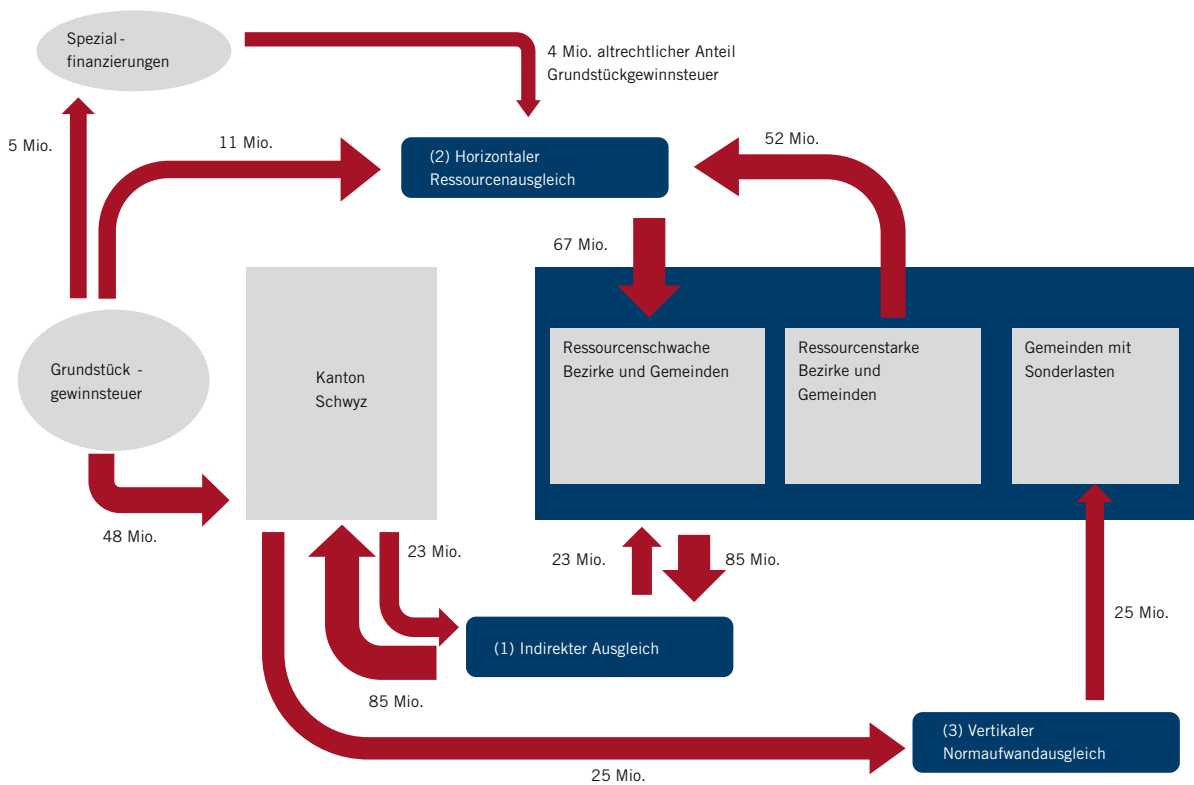 Spezial-
finanzierungen
4 Mio. altrechtlicher Anteil
Grundstückgewinnsteuer
5 Mio.
11 Mio.
(2) Horizontaler
Ressourcenausgleich
52 Mio.
67 Mio.
Grundstück -
gewinnsteuer
Kanton
Schwyz
Ressourcenschwache
Bezirke und Gemeinden
Ressourcenstarke
Bezirke und
Gemeinden
Gemeinden mit
Sonderlasten
48 Mio.
23 Mio.
23 Mio.
85 Mio.
(1) Indirekter Ausgleich
85 Mio.
25 Mio.
(3) Vertikaler
Normaufwandausgleich
25 Mio.